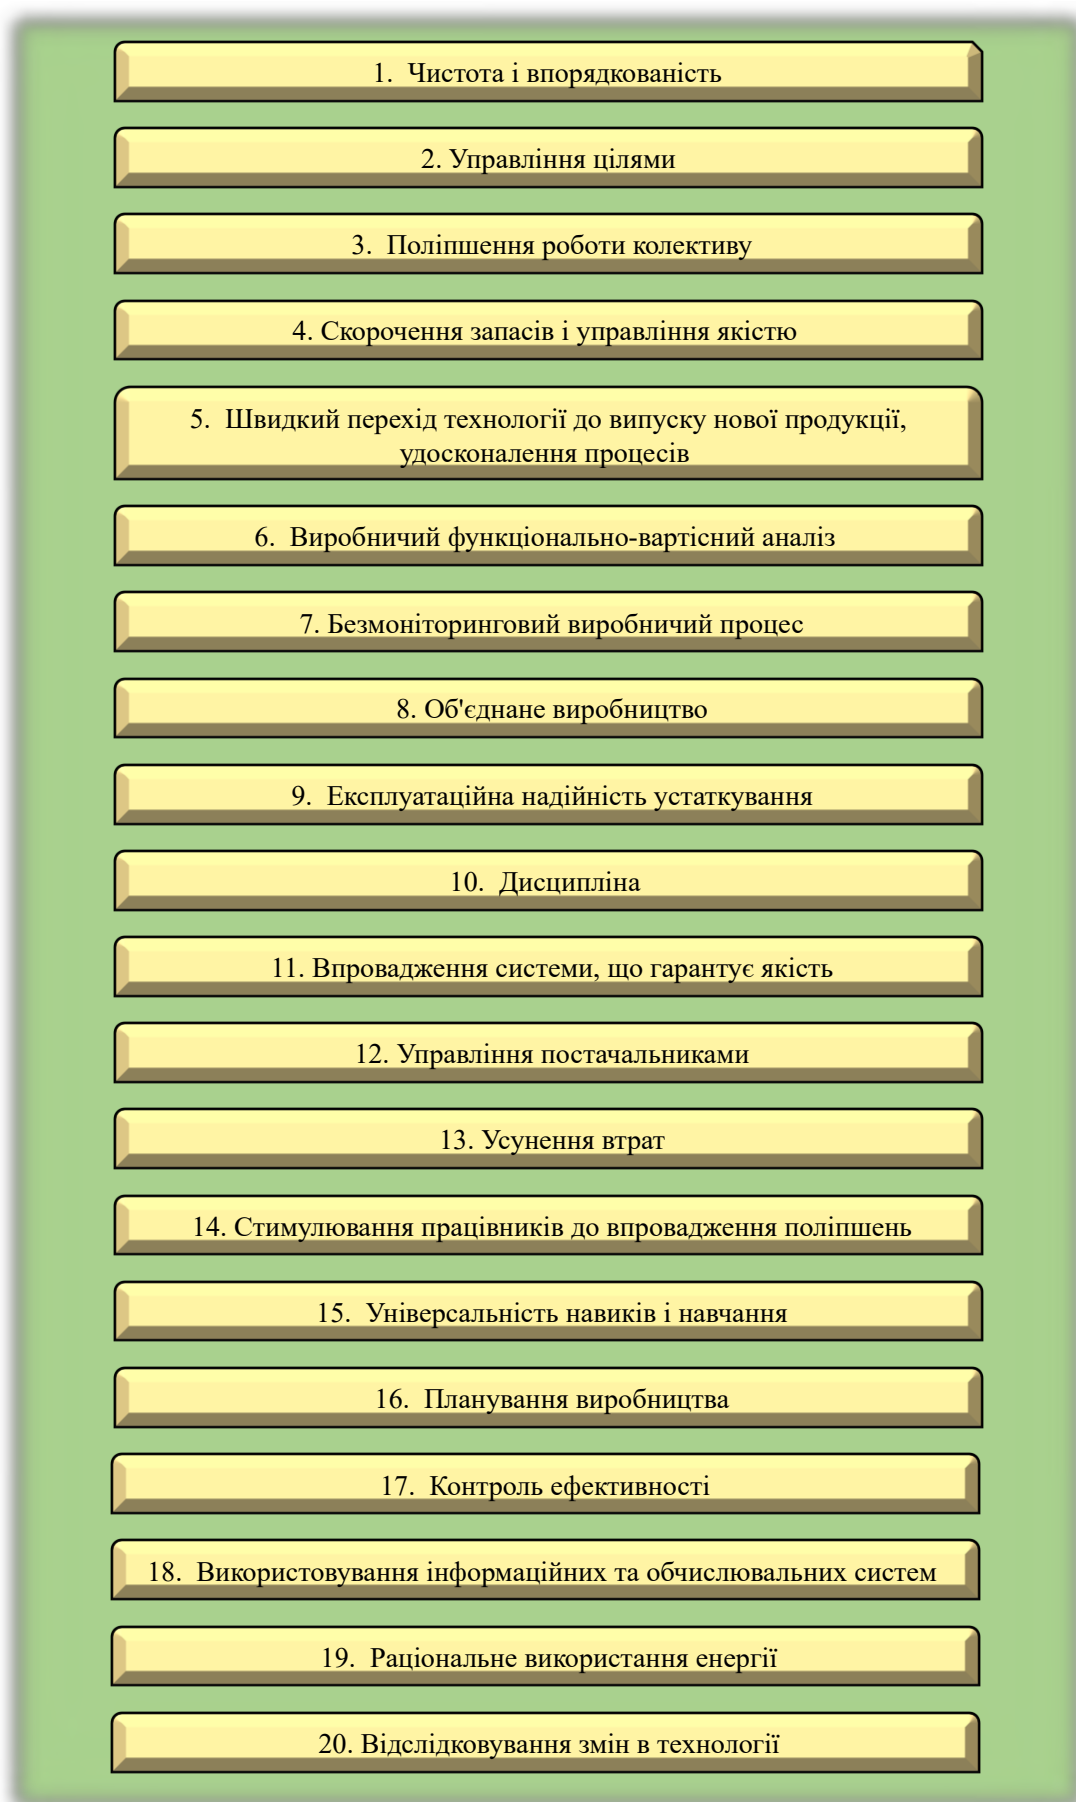 1. Чистота і впорядкованість
2. Управління цілями
3. Поліпшення роботи колективу
4. Скорочення запасів і управління якістю
5. Швидкий перехід технології до випуску нової продукції,
удосконалення процесів
6. Виробничий функціонально-вартісний аналіз
7. Безмоніторинговий виробничий процес
8. Об'єднане виробництво
9. Експлуатаційна надійність устаткування
10. Дисципліна
11. Впровадження системи, що гарантує якість
12. Управління постачальниками
13. Усунення втрат
14. Стимулювання працівників до впровадження поліпшень
15. Універсальність навиків і навчання
16. Планування виробництва
17. Контроль ефективності
18. Використовування інформаційних та обчислювальних систем
19. Раціональне використання енергії
20. Відслідковування змін в технології